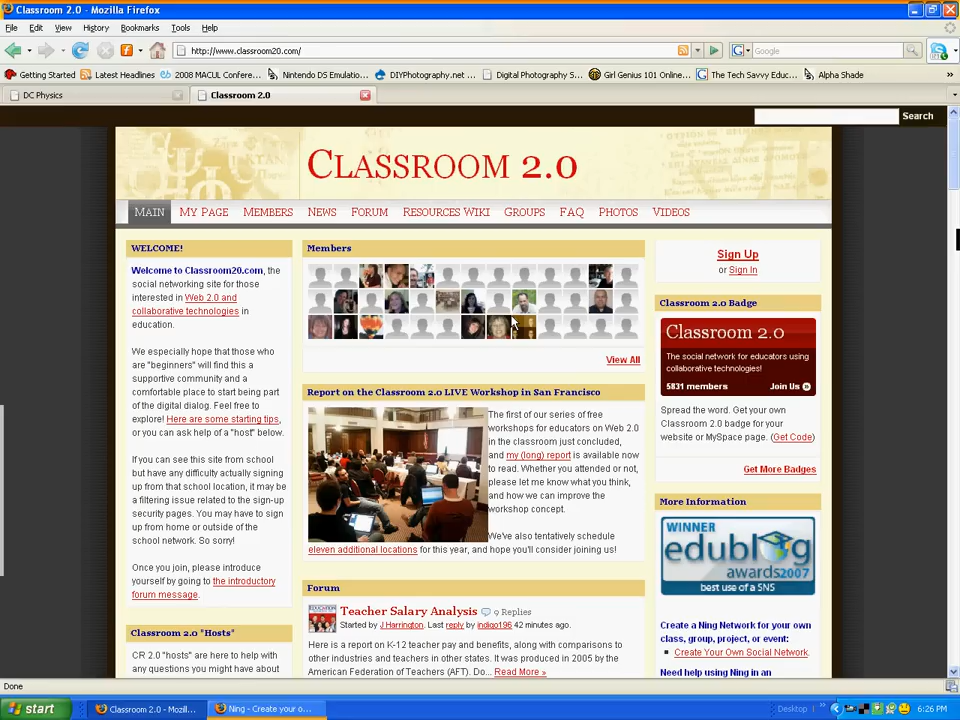 Classroom 2.0 - Mozilla Firefox
File Edit View History Bookmarks Tools Help
http://www.classroom20.com/
Google
Getting Started Latest Headlines 2008 MACUL Confere... Nintendo DS Emulatio... DIYPhotography.net ... Digital Photography S... Girl Genius 101 Onlin... The Tech Savvy Educ... Alpha Shade »
DC Physics Classroom 2.0
Search
CLASSROOM 2.0
MAIN MY PAGE MEMBERS NEWS FORUM RESOURCES WIKI GROUPS FAQ PHOTOS VIDEOS
WELCOME!
Welcome to Classroom20.com, the
social networking site for those
interested in Web 2.0 and
collaborative technologies in
education.
We especially hope that those who
are "beginners" will find this a
supportive community and a
comfortable place to start being part
of the digital dialog. Feel free to
explore! Here are some starting tips,
or you can ask help of a "host" below.
If you can see this site from school
but have any difficulty actually signing
up from that school location, it may be
a filtering issue related to the sign-up
security pages. You may have to sign
up from home or outside of the
school network. So sorry!
Once you join, please introduce
yourself by going to the introductory
forum message.
Classroom 2.0 "Hosts"
CR 2.0 "hosts" are here to help with
any questions you might have about
Members
View All
Report on the Classroom 2.0 LIVE Workshop in San Francisco
The first of our series of free
workshops for educators on Web 2.0
in the classroom just concluded,
and my (long) report is available now
to read. Whether you attended or not,
please let me know what you think,
and how we can improve the
workshop concept.
We've also tentatively schedule
eleven additional locations for this year, and hope you'll consider joining us!
Forum
Teacher Salary Analysis 9 Replies
Started by J Harrington. Last reply by indigo196 42 minutes ago.
Here is a report on K-12 teacher pay and benefits, along with comparisons to
other industries and teachers in other states. It was produced in 2005 by the
American Federation of Teachers (AFT). Do... Read More »
Sign Up
or Sign In
Classroom 2.0 Badge
Classroom 2.0
The social network for educators using
collaborative technologies!
5831 members Join Us
Spread the word. Get your own
Classroom 2.0 badge for your
website or MySpace page. (Get Code)
Get More Badges
More Information
WINNER
edublog
awards2007
best use of a SNS
Create a Ning Network for your own
class, group, project, or event:
Create Your Own Social Network.
Need help using Ning in an
Done
start Classroom 2.0 - Mozill... Ning - Create your o... Desktop » 6:26 PM